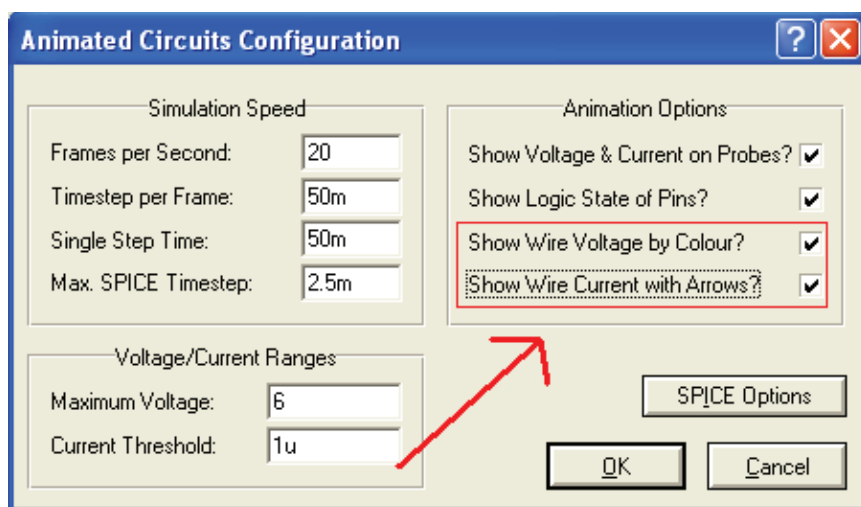 Animated Circuits Configuration
Simulation Speed
Frames per Second: 20
Timestep per Frame: 50m
Single Step Time: 50m
Max. SPICE Timestep: 2.5m
Voltage/Current Ranges
Maximum Voltage: 6
Current Threshold: 1u
Animation Options
Show Voltage & Current on Probes?
Show Logic State of Pins?
Show Wire Voltage by Colour?
Show Wire Current with Arrows?
SPICE Options
OK
Cancel